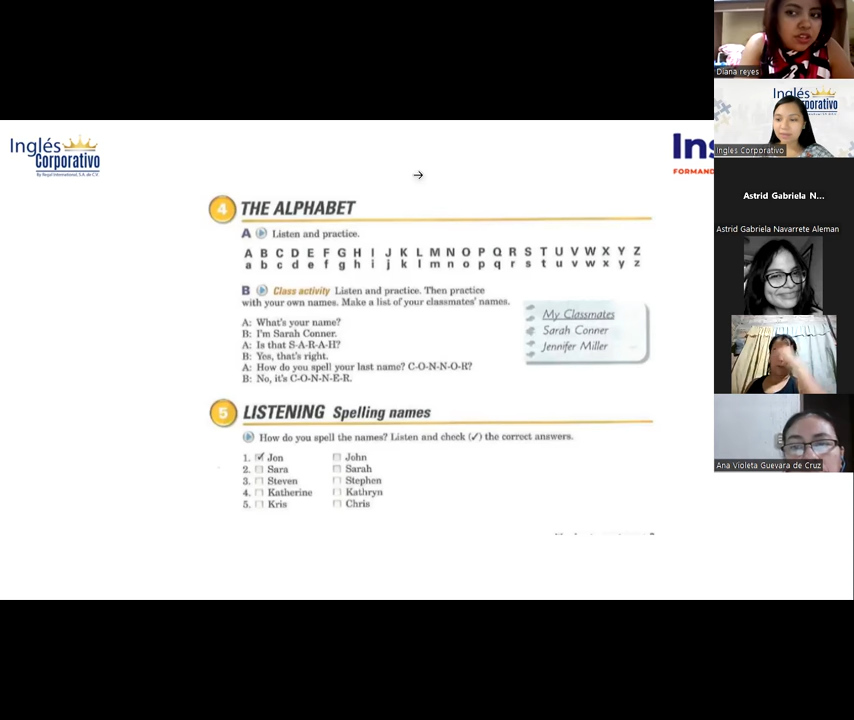 Inglés
Corporativo
By Regal International, S.A. de C.V.
FORMAND
4 THE ALPHABET
A Listen and practice.
A B C D E F G H I J K L M N O P Q R S T U V W X Y Z
a b c d e f g h i j k l m n o p q r s t u v w x y z
B Class activity Listen and practice. Then practice
with your own names. Make a list of your classmates' names.
A: What's your name?
B: I'm Sarah Conner.
A: Is that S-A-R-A-H?
B: Yes, that's right.
A: How do you spell your last name? C-O-N-N-O-R?
B: No, it's C-O-N-N-E-R.
My Classmates
Sarah Conner
Jennifer Miller
5 LISTENING Spelling names
How do you spell the names? Listen and check (✓) the correct answers.
1. ✓ Jon John
2. Sara Sarah
3. Steven Stephen
4. Katherine Kathryn
5. Kris Chris
Diana reyes
Inglés
Corporativo
Ingles Corporativo
Astrid Gabriela N...
Astrid Gabriela Navarrete Aleman
Ana Violeta Guevara de Cruz